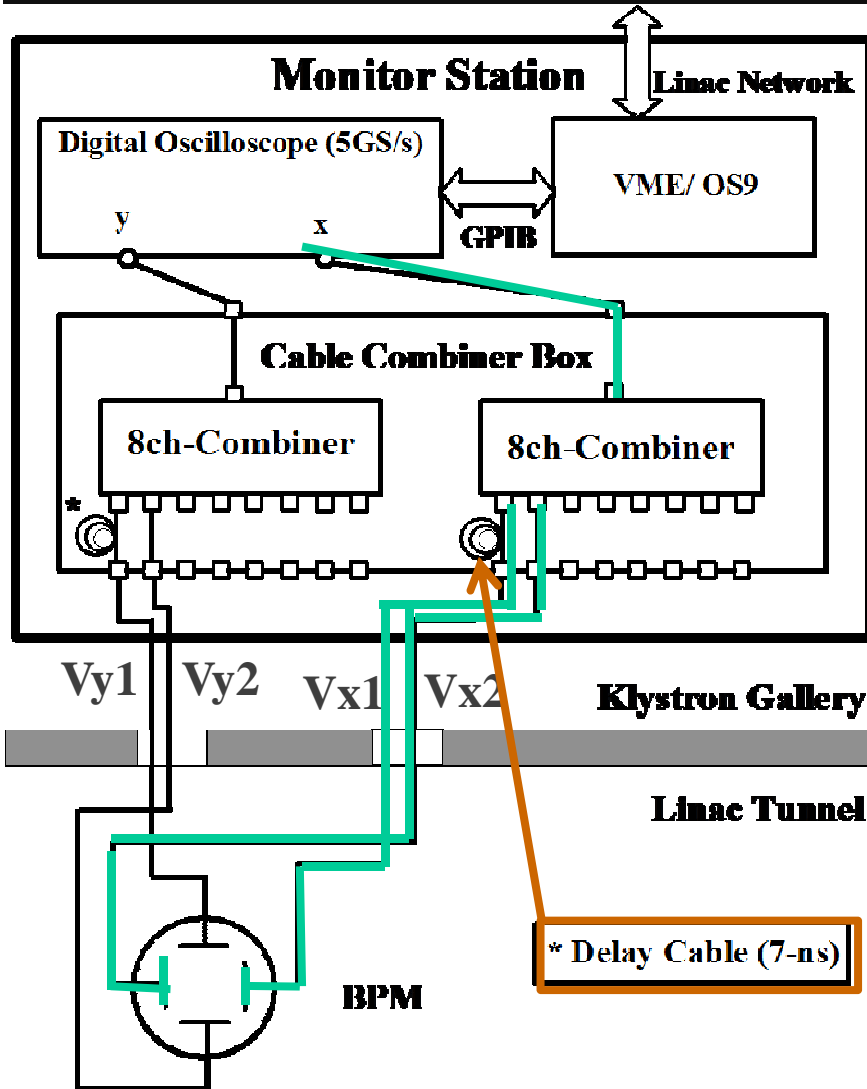 Monitor Station
Linac Network
Digital Oscilloscope (5GS/s)
VME/ OS9
y
x
GPIB
Cable Combiner Box
8ch-Combiner
8ch-Combiner
*
Vy1
Vy2
Vx1
Vx2
Klystron Gallery
Linac Tunnel
* Delay Cable (7-ns)
BPM